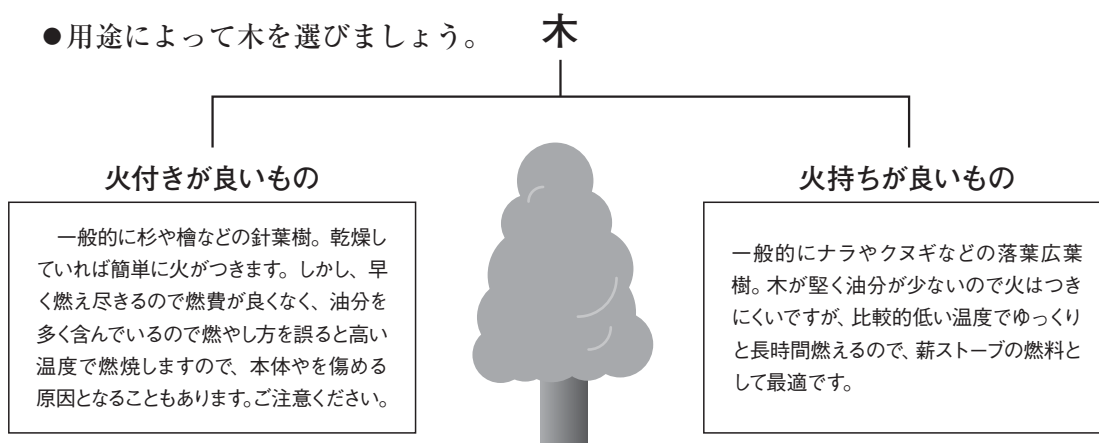 ●用途によって木を選びましょう。
木
火付きが良いもの
一般的に杉や檜などの針葉樹。乾燥し
ていれば簡単に火がつきます。しかし、早
く燃え尽きるので燃費が良くなく、油分を
多く含んでいるので燃やし方を誤ると高い
温度で燃焼しますので、本体やを傷める
原因となることもあります。ご注意ください。
火持ちが良いもの
一般的にナラやクヌギなどの落葉広葉
樹。木が堅く油分が少ないので火はつき
にくいですが、比較的低い温度でゆっくり
と長時間燃えるので、薪ストーブの燃料と
して最適です。